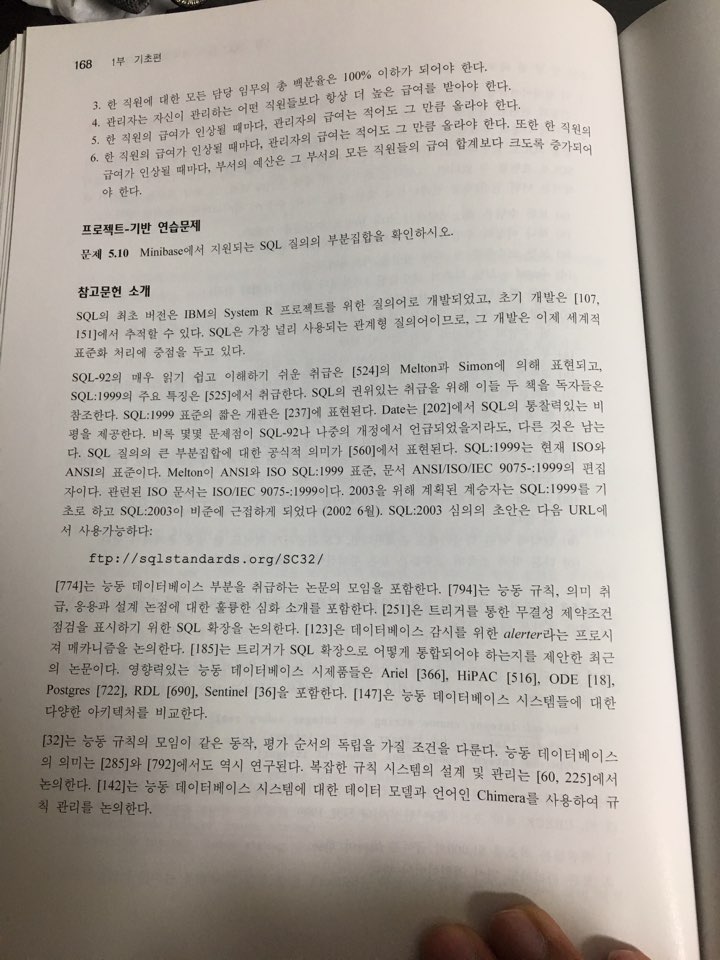 168 1부 기초편
3. 한 직원에 대한 모든 담당 임무의 총 백분율은 100% 이하가 되어야 한다.
4. 관리자는 자신이 관리하는 어떤 직원들보다 항상 더 높은 급여를 받아야 한다.
5. 한 직원의 급여가 인상될 때마다, 관리자의 급여는 적어도 그 만큼 올라야 한다.
6. 한 직원의 급여가 인상될 때마다, 관리자의 급여는 적어도 그 만큼 올라야 한다. 또한 한 직원의
급여가 인상될 때마다, 부서의 예산은 그 부서의 모든 직원들의 급여 합계보다 크도록 증가되어
야 한다.
프로젝트-기반 연습문제
문제 5.10 Minibase에서 지원되는 SQL 질의의 부분집합을 확인하시오.
참고문헌 소개
SQL의 최초 버전은 IBM의 System R 프로젝트를 위한 질의어로 개발되었고, 초기 개발은 [107,
151]에서 추적할 수 있다. SQL은 가장 널리 사용되는 관계형 질의어이므로, 그 개발은 이제 세계적
표준화 처리에 중점을 두고 있다.
SQL-92의 매우 읽기 쉽고 이해하기 쉬운 취급은 [524]의 Melton과 Simon에 의해 표현되고,
SQL:1999의 주요 특징은 [525]에서 취급한다. SQL의 권위있는 취급을 위해 이들 두 책을 독자들은
참조한다. SQL:1999 표준의 짧은 개관은 [237]에 표현된다. Date는 [202]에서 SQL의 통찰력있는 비
평을 제공한다. 비록 몇몇 문제점이 SQL-92나 나중의 개정에서 언급되었을지라도, 다른 것은 남는
다. SQL 질의의 큰 부분집합에 대한 공식적 의미가 [560]에서 표현된다. SQL:1999는 현재 ISO와
ANSI의 표준이다. Melton이 ANSI와 ISO SQL:1999 표준, 문서 ANSI/ISO/IEC 9075-:1999의 편집
자이다. 관련된 ISO 문서는 ISO/IEC 9075-:1999이다. 2003을 위해 계획된 계승자는 SQL:1999를 기
초로 하고 SQL:2003이 비준에 근접하게 되었다 (2002 6월). SQL:2003 심의의 초안은 다음 URL에
서 사용가능하다:
ftp://sqlstandards.org/SC32/
[774]는 능동 데이터베이스 부분을 취급하는 논문의 모임을 포함한다. [794]는 능동 규칙, 의미 취
급, 응용과 설계 논점에 대한 훌륭한 심화 소개를 포함한다. [251]은 트리거를 통한 무결성 제약조건
점검을 표시하기 위한 SQL 확장을 논의한다. [123]은 데이터베이스 감시를 위한 alerter라는 프로시
져 메카니즘을 논의한다. [185]는 트리거가 SQL 확장으로 어떻게 통합되어야 하는지를 제안한 최근
의 논문이다. 영향력있는 능동 데이터베이스 시제품들은 Ariel [366], HiPAC [516], ODE [18],
Postgres [722], RDL [690], Sentinel [36]을 포함한다. [147]은 능동 데이터베이스 시스템들에 대한
다양한 아키텍처를 비교한다.
[32]는 능동 규칙의 모임이 같은 동작, 평가 순서의 독립을 가질 조건을 다룬다. 능동 데이터베이스
의 의미는 [285]와 [792]에서도 역시 연구된다. 복잡한 규칙 시스템의 설계 및 관리는 [60, 225]에서
논의한다. [142]는 능동 데이터베이스 시스템에 대한 데이터 모델과 언어인 Chimera를 사용하여 규
칙 관리를 논의한다.